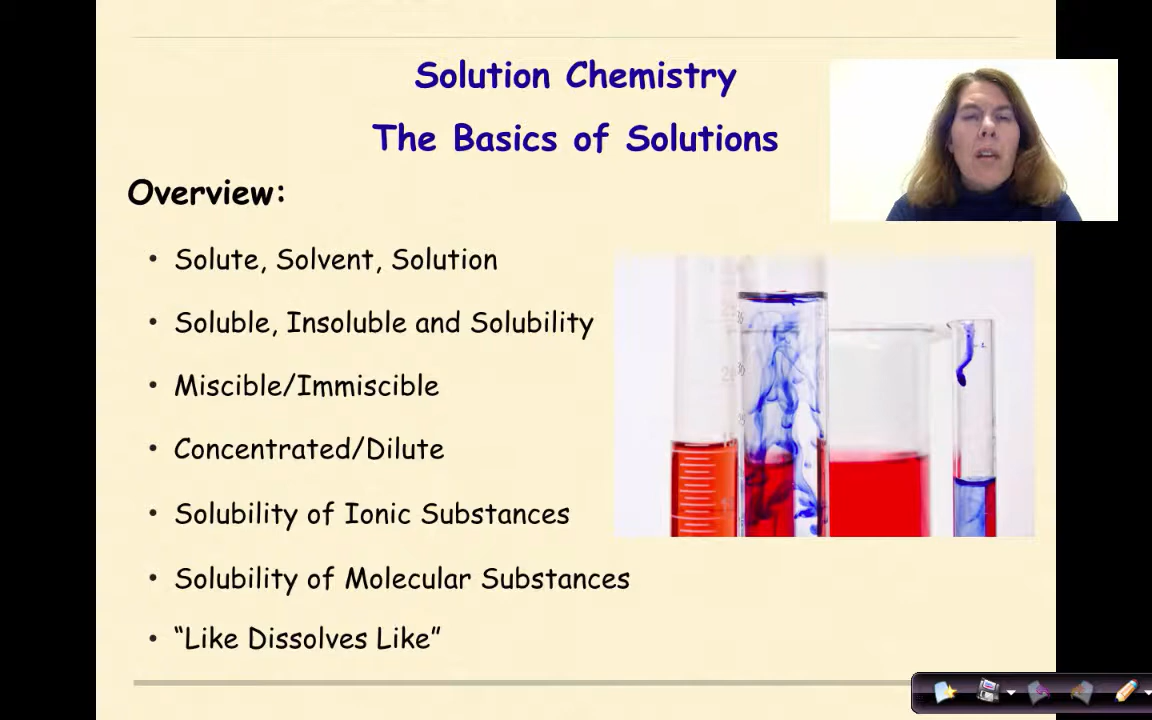 Solution Chemistry
The Basics of Solutions
Overview:
• Solute, Solvent, Solution
• Soluble, Insoluble and Solubility
• Miscible/Immiscible
• Concentrated/Dilute
• Solubility of Ionic Substances
• Solubility of Molecular Substances
• “Like Dissolves Like”